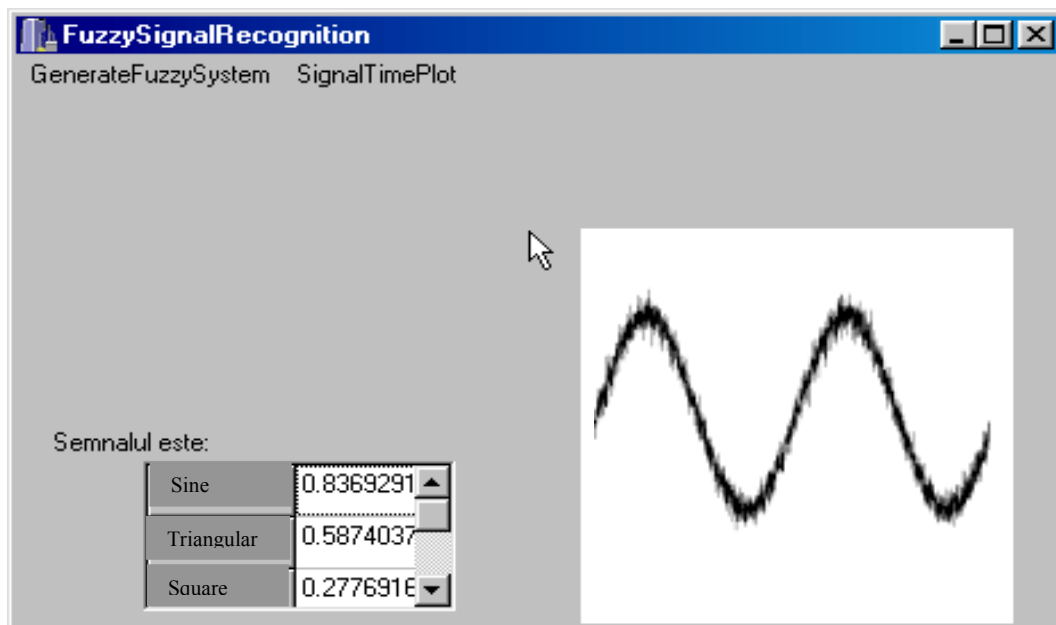 FuzzySignalRecognition
GenerateFuzzySystem SignalTimePlot
Semnalul este:
Sine 0.8369291
Triangular 0.5874037
Square 0.2776916